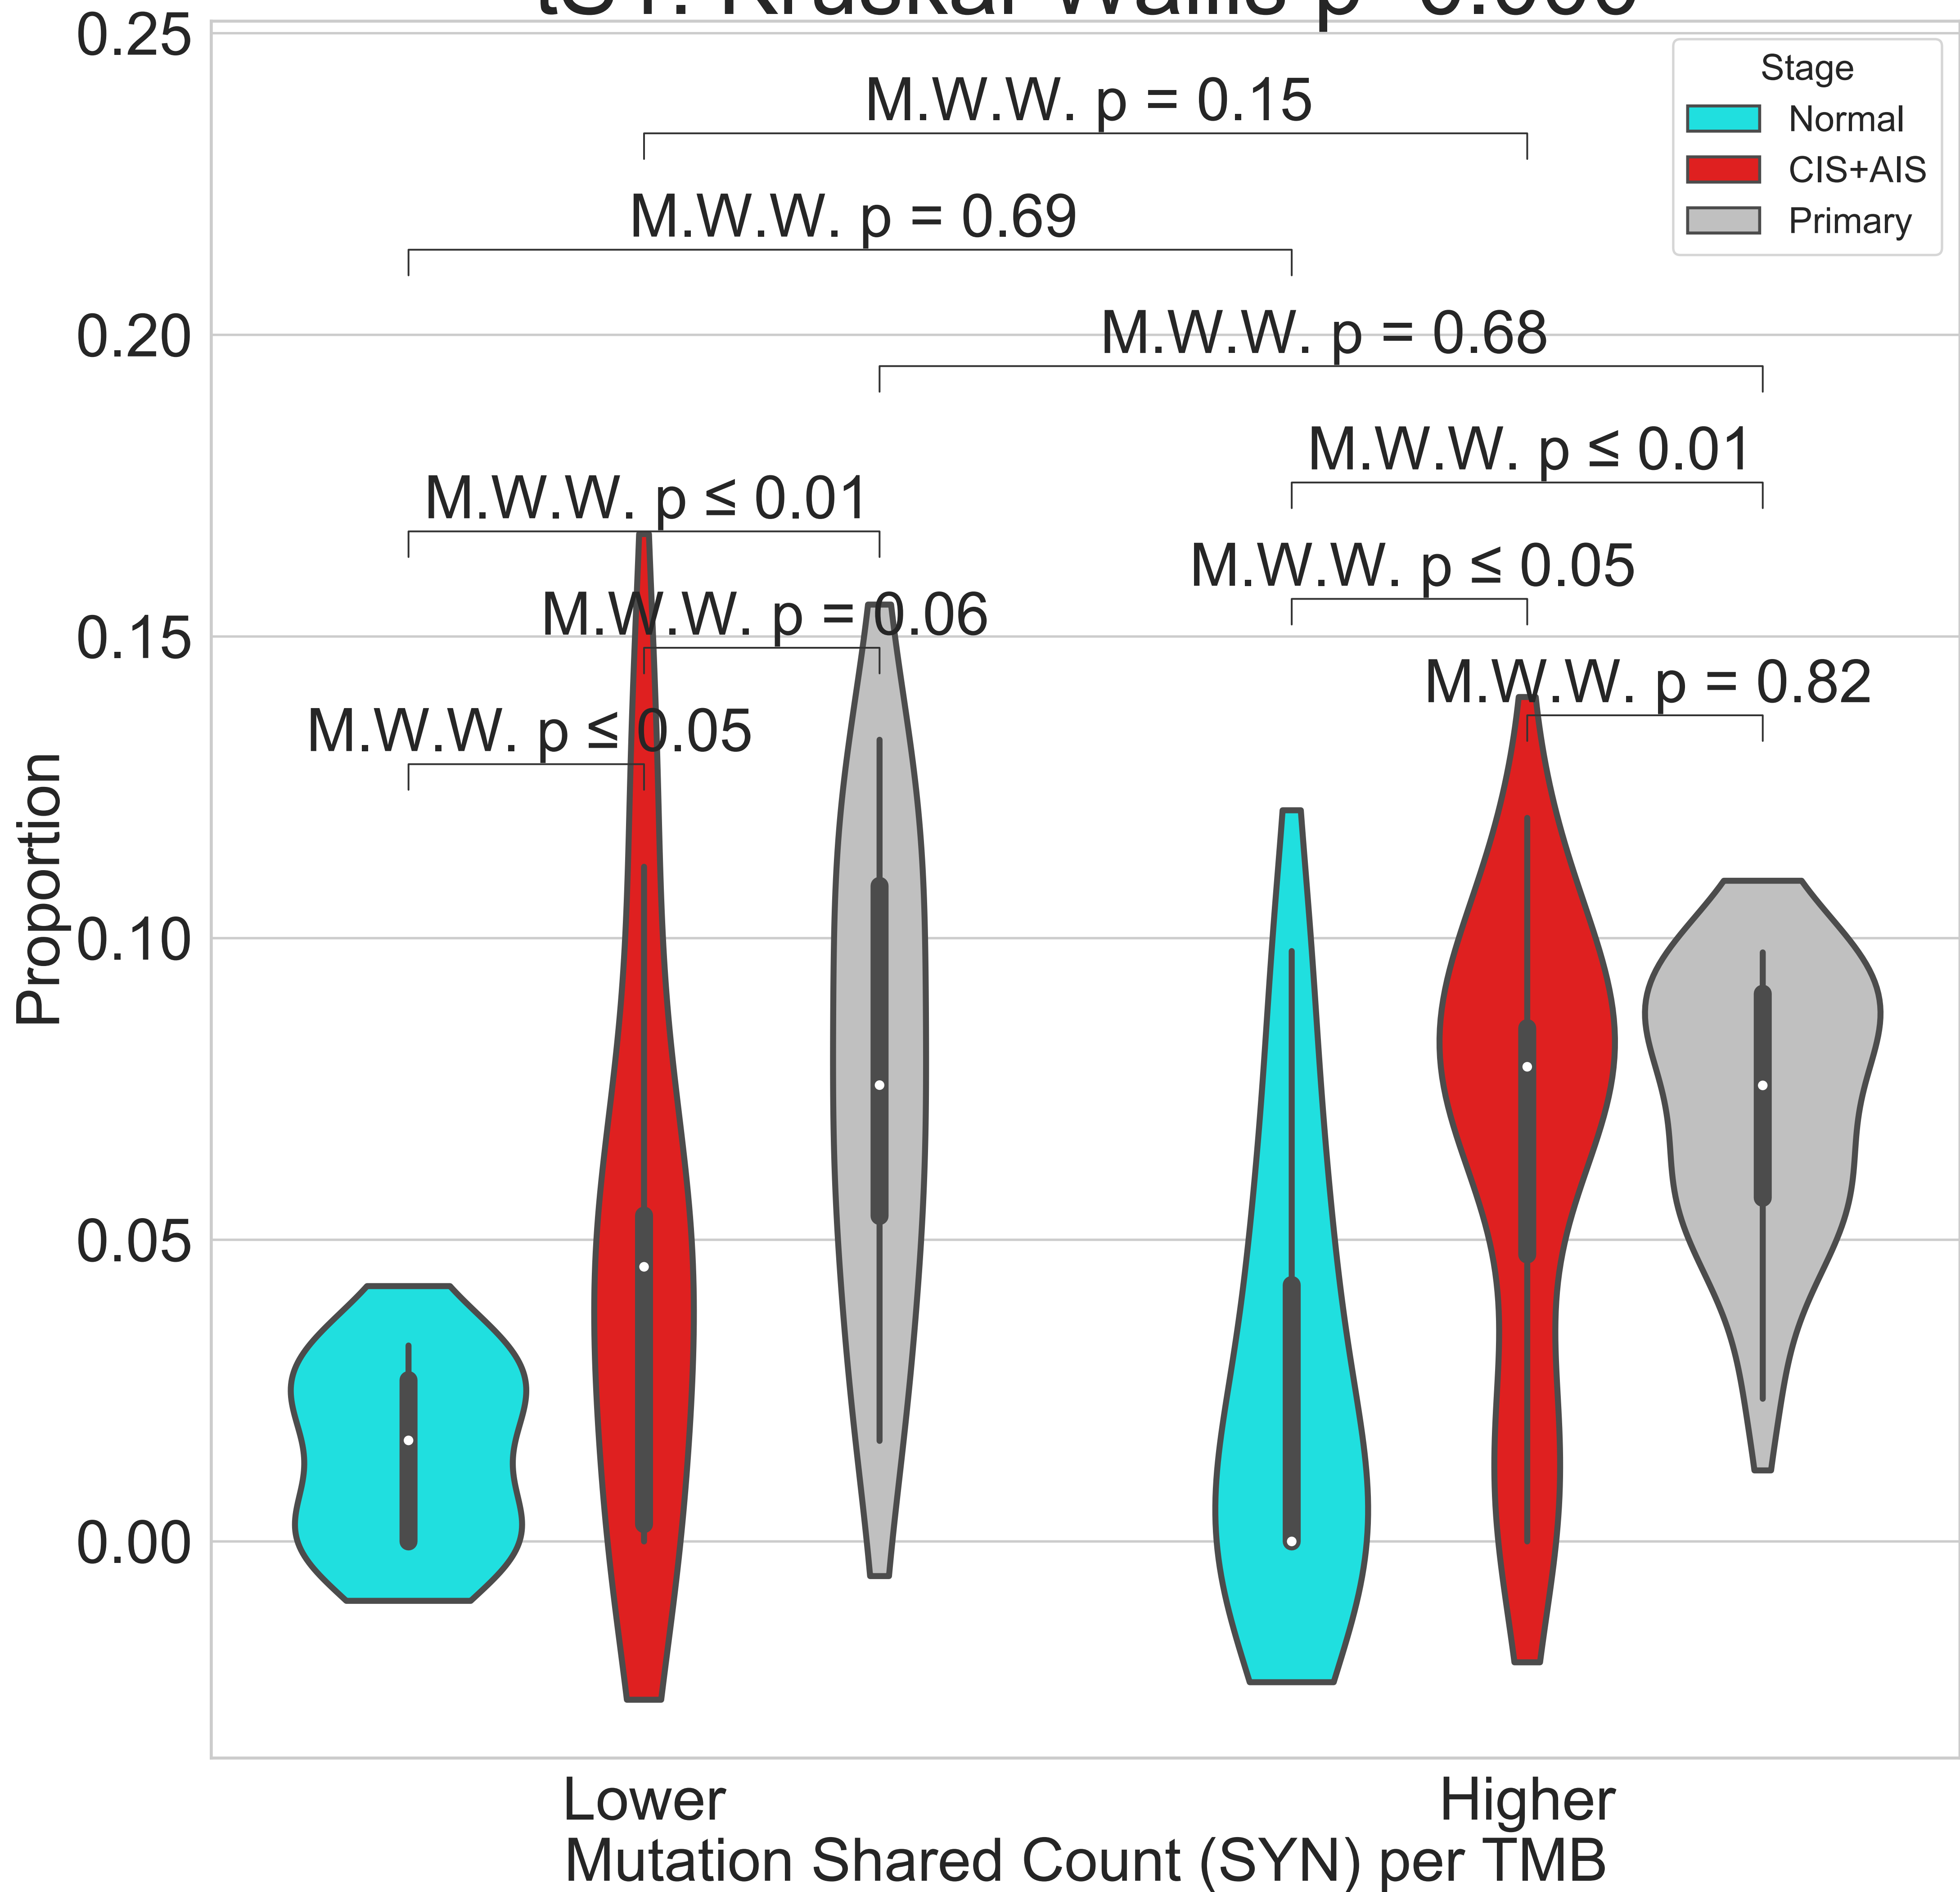 Kruskal Wallis p
0.25
0.20
0.15
0.10
0.05
0.00
Proportion
M.W.W. p = 0.15
M.W.W. p = 0.69
M.W.W. p = 0.68
M.W.W. p ≤ 0.01
M.W.W. p ≤ 0.01
M.W.W. p ≤ 0.05
M.W.W. p = 0.06
M.W.W. p = 0.82
M.W.W. p ≤ 0.05
Stage
Normal
CIS+AIS
Primary
Lower
Higher
Mutation Shared Count (SYN) per TMB